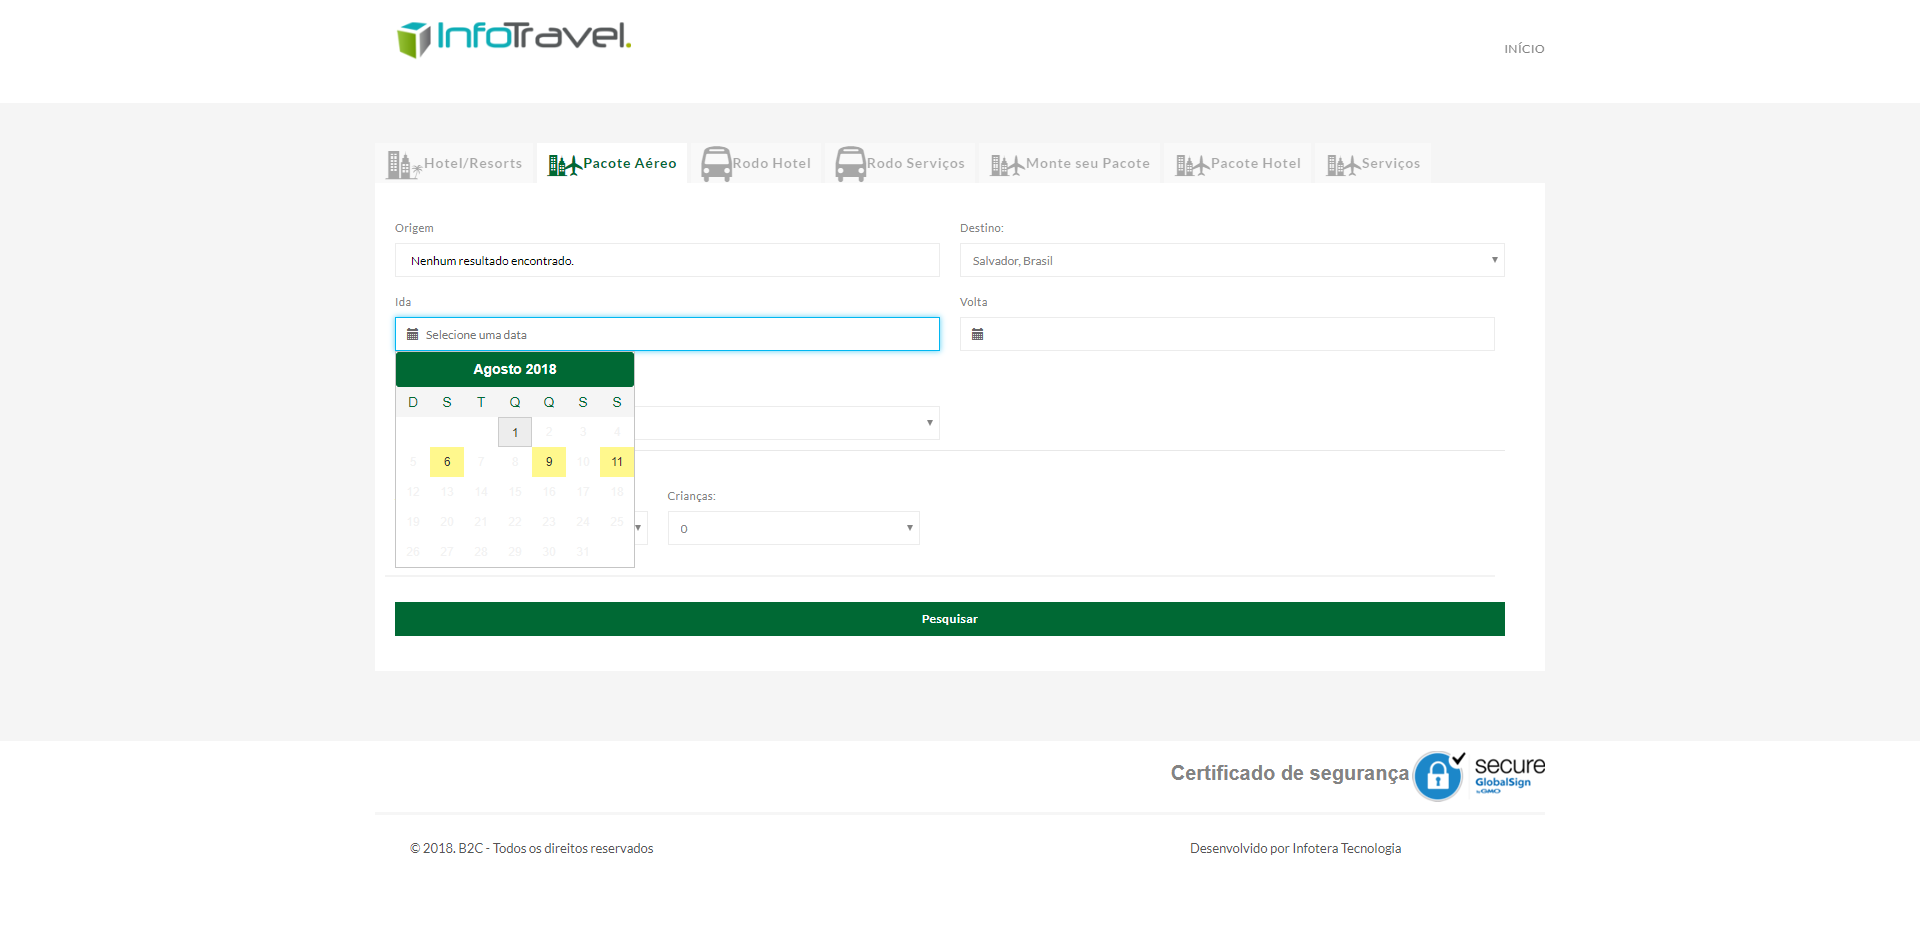 InfoTravel.
INÍCIO
Hotel/Resorts Pacote Aéreo Rodo Hotel Rodo Serviços Monte seu Pacote Pacote Hotel Serviços
Origem Destino:
Nenhum resultado encontrado. Salvador, Brasil
Ida Volta
Selecione uma data
Agosto 2018
D S T Q Q S S
1 2 3 4
5 6 7 8 9 10 11
12 13 14 15 16 17 18
19 20 21 22 23 24 25
26 27 28 29 30 31
Crianças:
0
Pesquisar
Certificado de segurança
secure
GlobalSign
by GMO
© 2018. B2C - Todos os direitos reservados Desenvolvido por Infotera Tecnologia